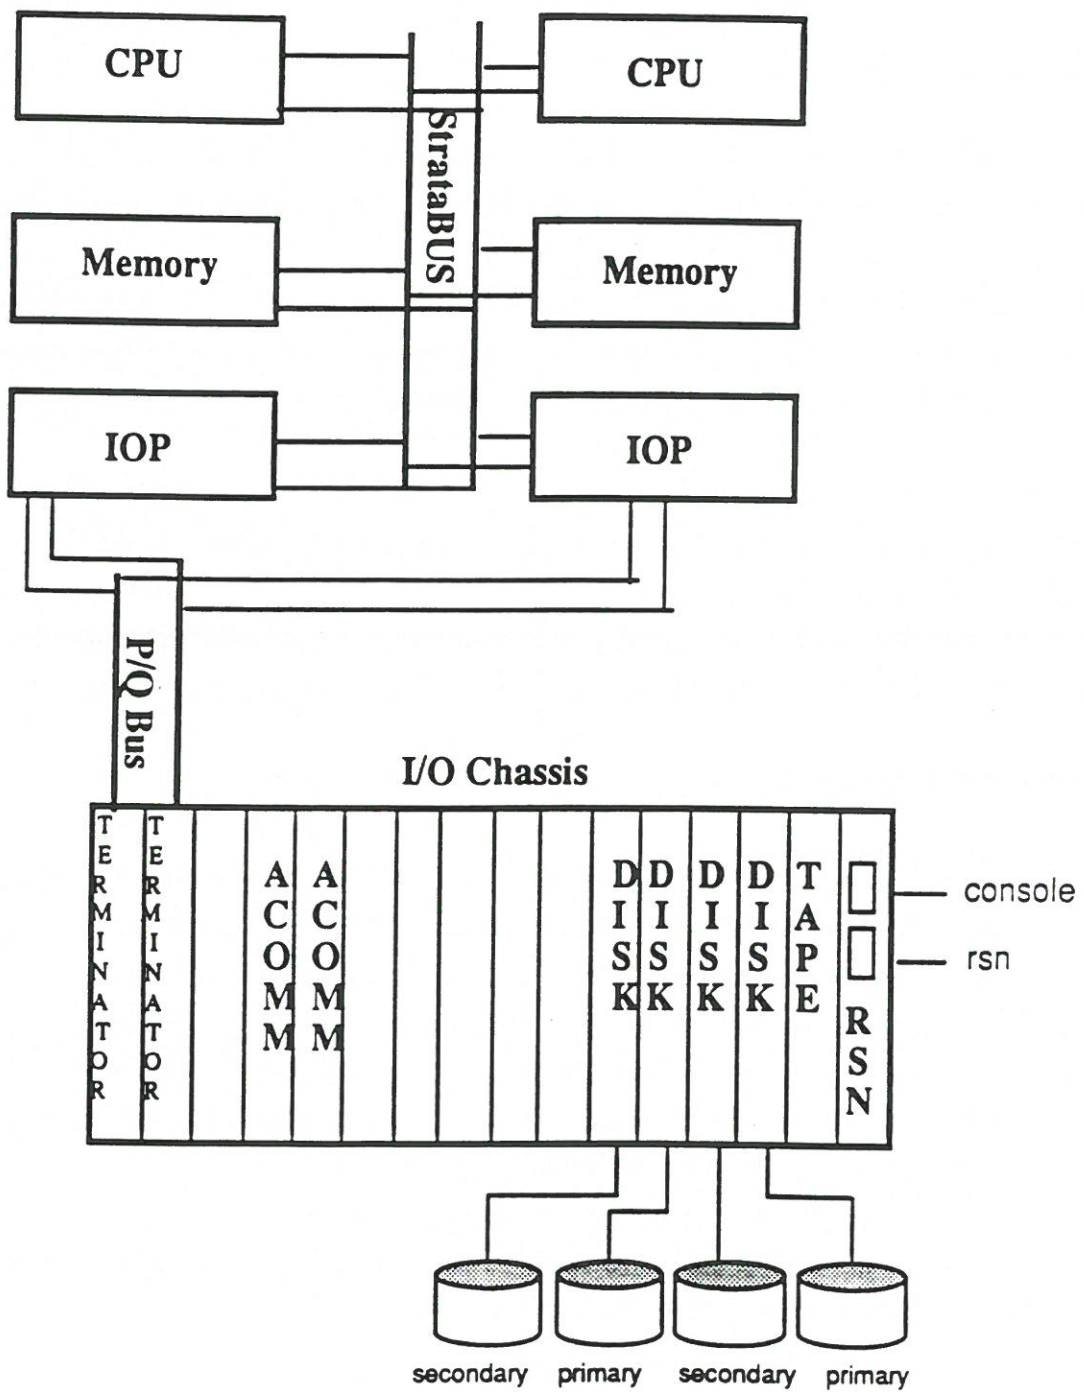 CPU
CPU
StrataBUS
Memory
Memory
IOP
IOP
P/Q Bus
I/O Chassis
TERMINATOR
TERMINATOR
ACOMM
ACOMM
DISK
DISK
DISK
DISK
TAPE
RSN
console
rsn
secondary
primary
secondary
primary